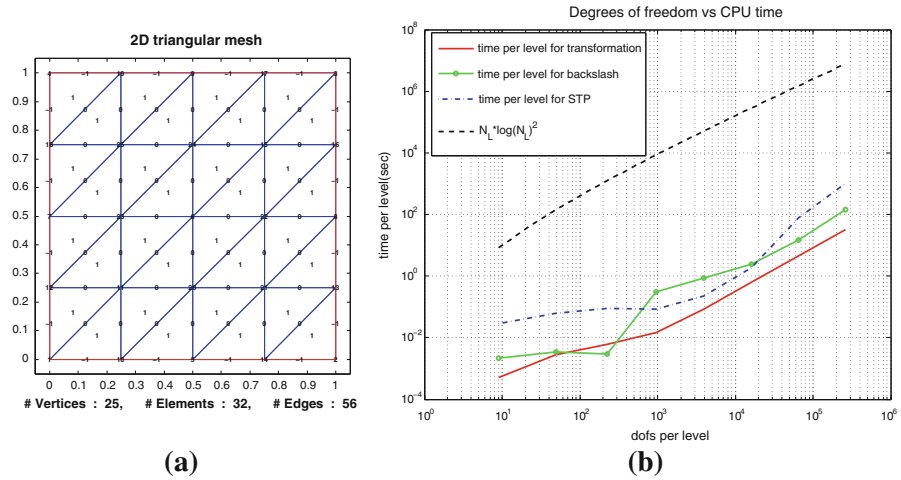 2D triangular mesh
1
0.9
0.8
0.7
0.6
0.5
0.4
0.3
0.2
0.1
0
0 0.1 0.2 0.3 0.4 0.5 0.6 0.7 0.8 0.9 1
# Vertices : 25, # Elements : 32, # Edges : 56
(a)
Degrees of freedom vs CPU time
time per level for transformation
time per level for backslash
time per level for STP
N_L*log(N_L)^2
time per level(sec)
10^8
10^6
10^4
10^2
10^0
10^-2
10^-4
10^0 10^1 10^2 10^3 10^4 10^5 10^6
dofs per level
(b)